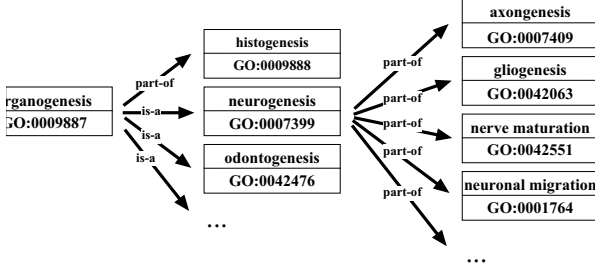 rganogenesis
GO:0009887
part-of
is-a
is-a
is-a
histogenesis
GO:0009888
neurogenesis
GO:0007399
odontogenesis
GO:0042476
...
part-of
part-of
part-of
part-of
part-of
axongenesis
GO:0007409
gliogenesis
GO:0042063
nerve maturation
GO:0042551
neuronal migration
GO:0001764
...